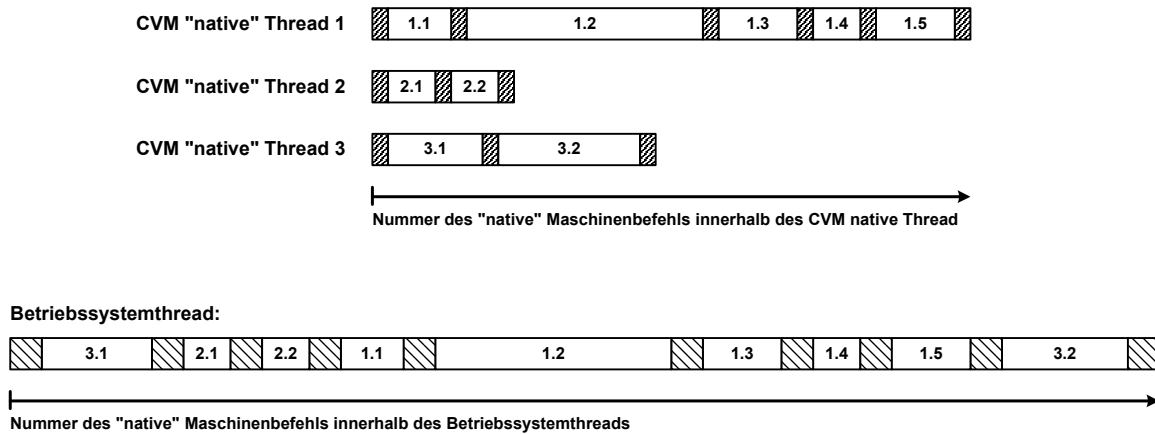 CVM "native" Thread 1 1.1 1.2 1.3 1.4 1.5
CVM "native" Thread 2 2.1 2.2
CVM "native" Thread 3 3.1 3.2
Nummer des "native" Maschinenbefehls innerhalb des CVM native Thread
Betriebssystemthread:
3.1 2.1 2.2 1.1 1.2 1.3 1.4 1.5 3.2
Nummer des "native" Maschinenbefehls innerhalb des Betriebssystemthreads